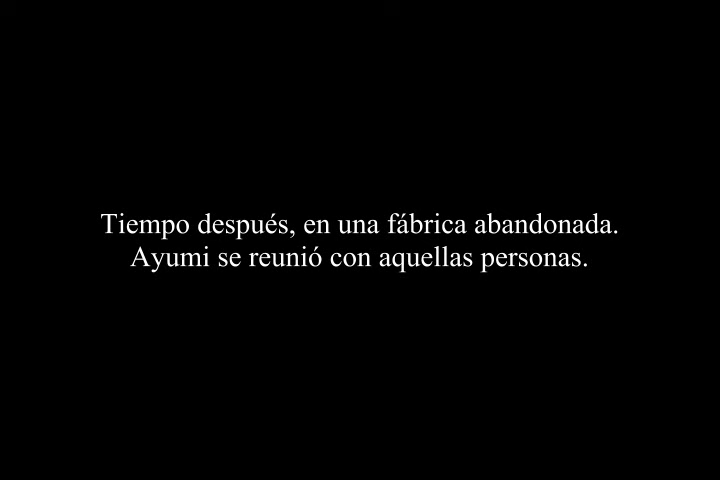 Tiempo después, en una fábrica abandonada.
Ayumi se reunió con aquellas personas.